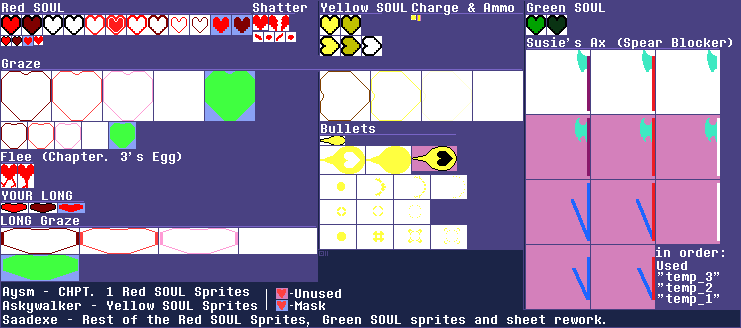 Red SOUL
Shatter
Yellow SOUL
Charge & Ammo
Green SOUL
Susie's Ax (Spear Blocker)
Graze
Bullets
Flee (Chapter. 3's Egg)
YOUR LONG
LONG Graze
in order:
Used
"temp_3"
"temp_2
"temp_1"
Aysm - CHPT. 1 Red SOUL Sprites
-Unused
Askywalker - Yellow SOUL Sprites
-Mask
Saadexe - Rest of the Red SOUL Sprites, Green SOUL sprites and sheet rework.